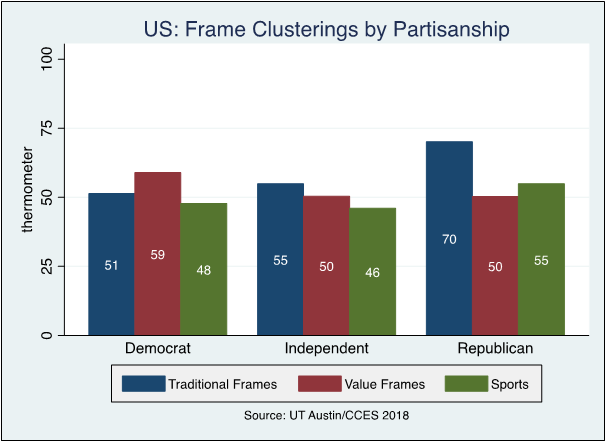 US: Frame Clusterings by Partisanship
thermometer
100
75
50
25
0
51
59
48
55
50
46
70
50
55
Democrat
Independent
Republican
Traditional Frames
Value Frames
Sports
Source: UT Austin/CCES 2018